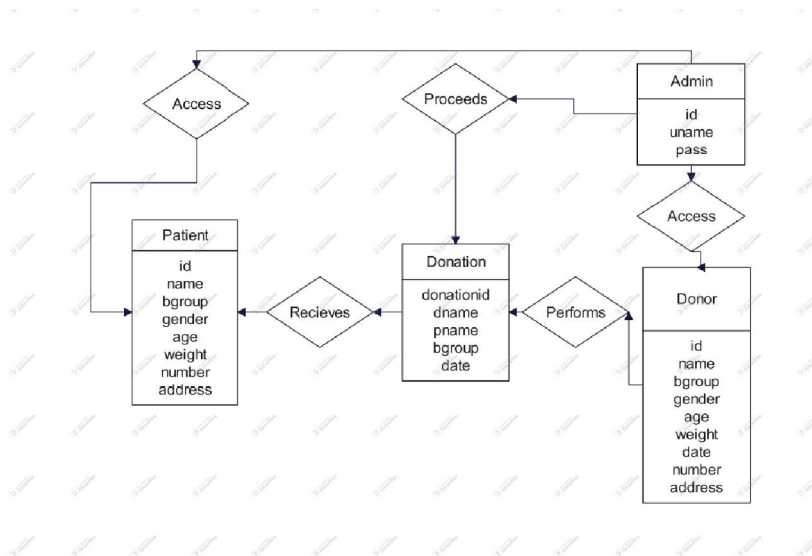 Admin
id
uname
pass
Access
Proceeds
Access
Patient
id
name
bgroup
gender
age
weight
number
address
Recieves
Donation
donationid
dname
pname
bgroup
date
Performs
Donor
id
name
bgroup
gender
age
weight
date
number
address